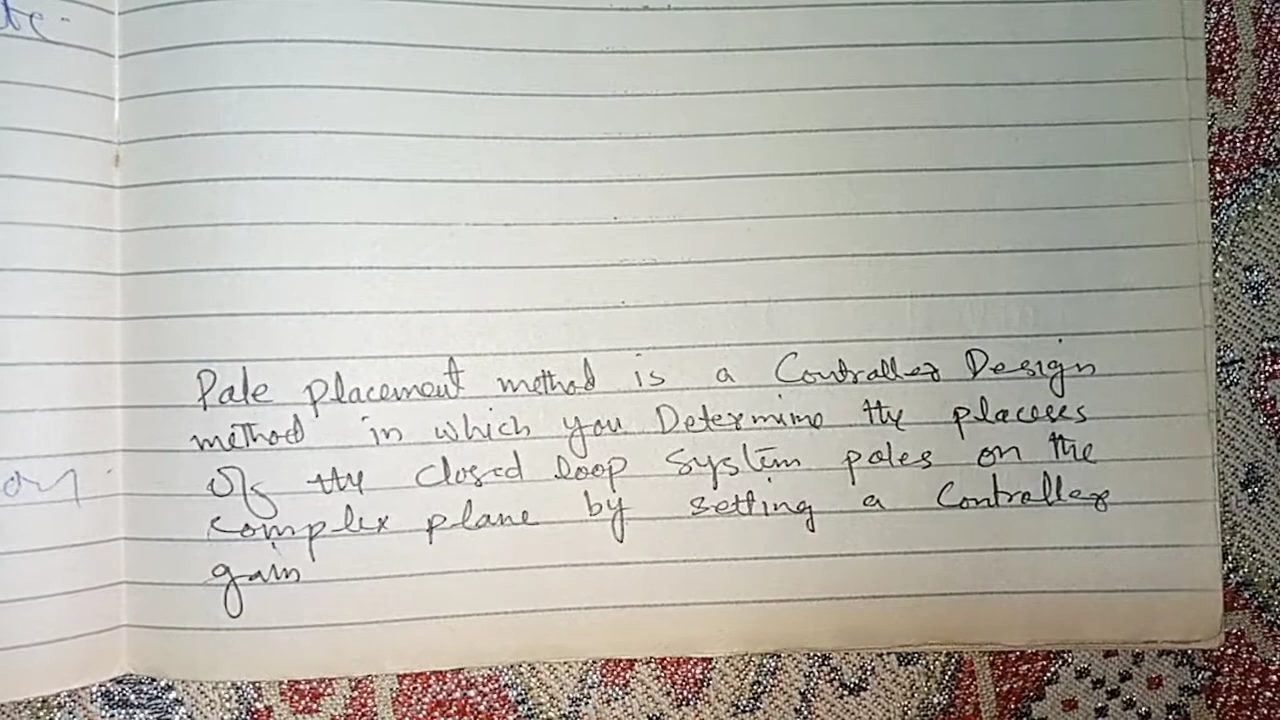 Pole placement method is a Controller Design
method in which you Determine the places
of the closed loop system poles on the
complex plane by setting a Controller
gain